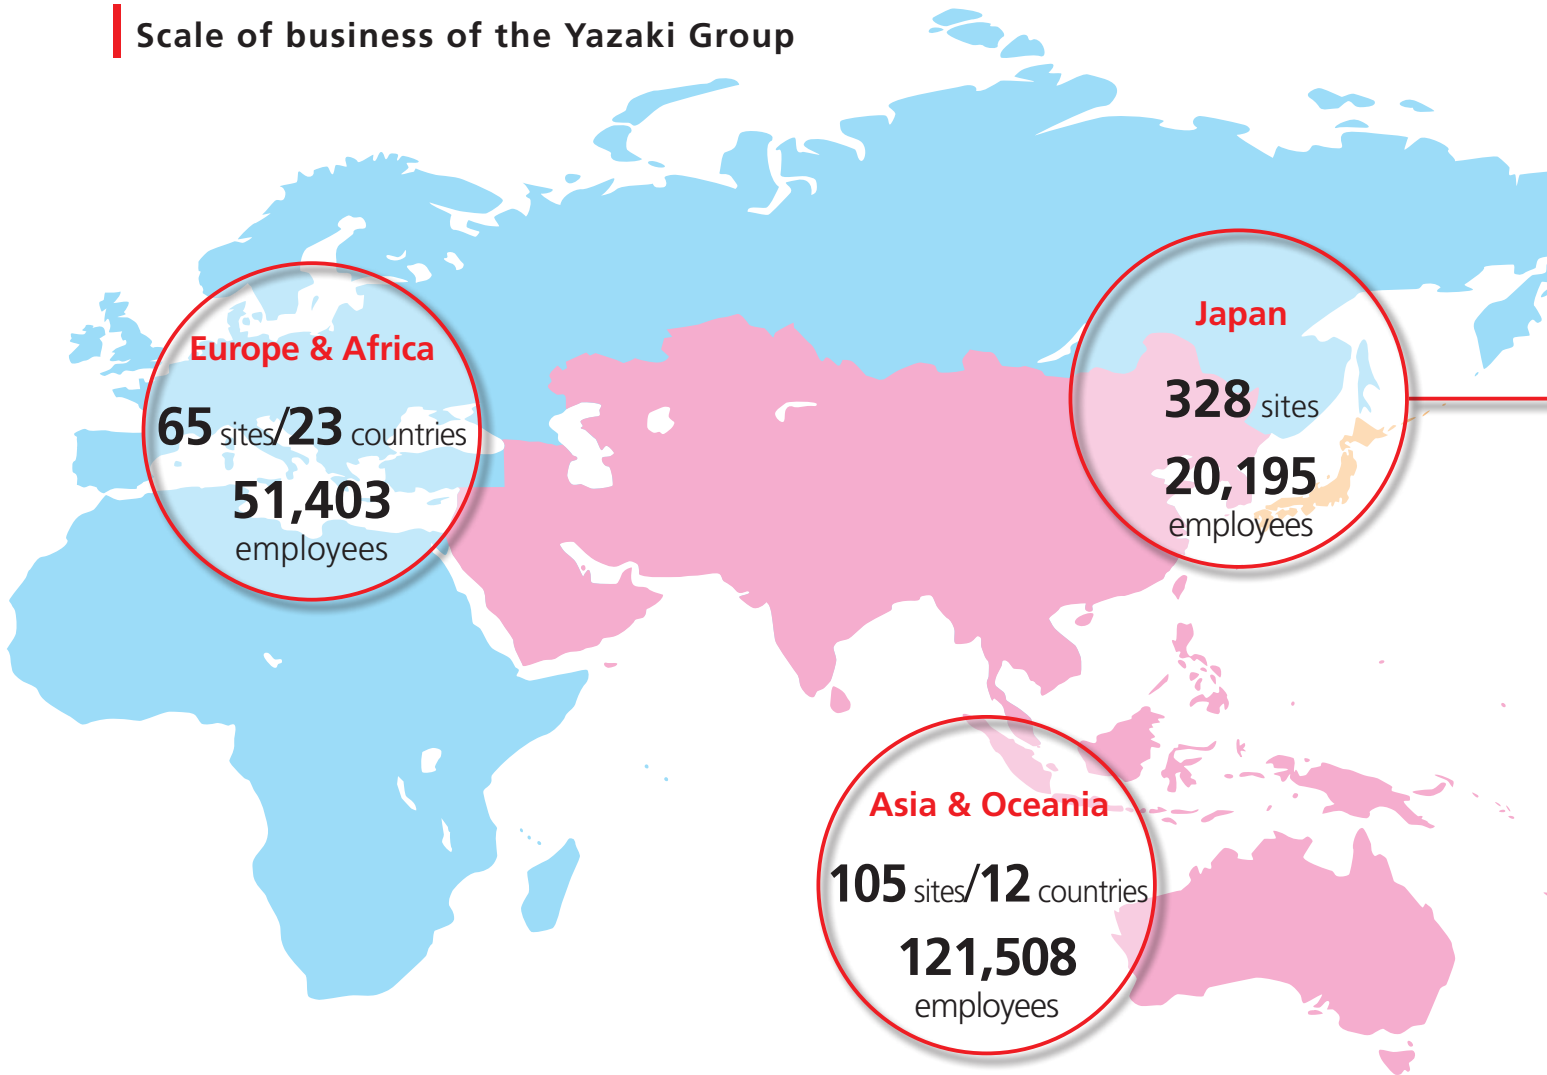 Scale of business of the Yazaki Group
Japan
328 sites
20,195
employees
Europe & Africa
65 sites/23 countries
51,403
employees
Asia & Oceania
105 sites/12 countries
121,508
employees